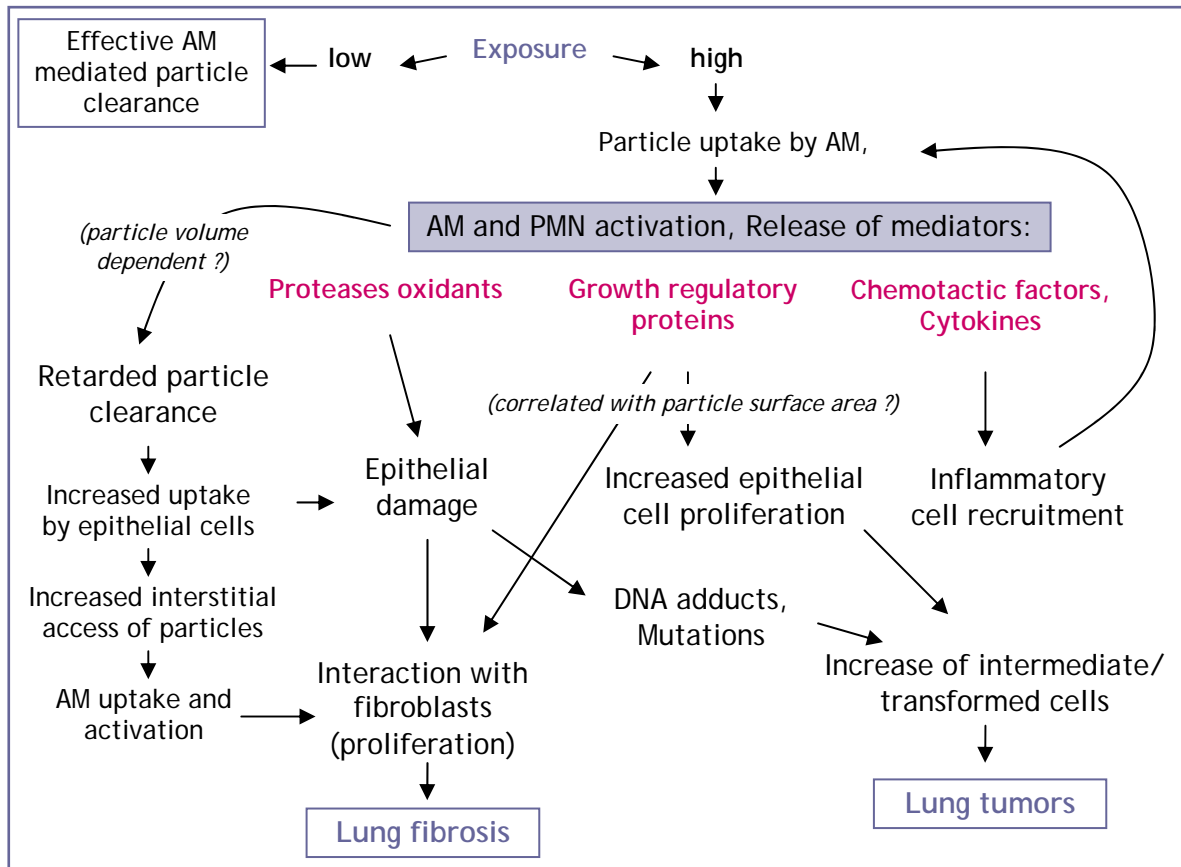 Effective AM
mediated particle
clearance
low
Exposure
high
Particle uptake by AM,
AM and PMN activation, Release of mediators:
(particle volume
dependent ?)
Proteases oxidants
Growth regulatory
proteins
Chemotactic factors,
Cytokines
Retarded particle
clearance
(correlated with particle surface area ?)
Increased uptake
by epithelial cells
Epithelial
damage
Increased epithelial
cell proliferation
Inflammatory
cell recruitment
Increased interstitial
access of particles
DNA adducts,
Mutations
AM uptake and
activation
Interaction with
fibroblasts
(proliferation)
Increase of intermediate/
transformed cells
Lung fibrosis
Lung tumors